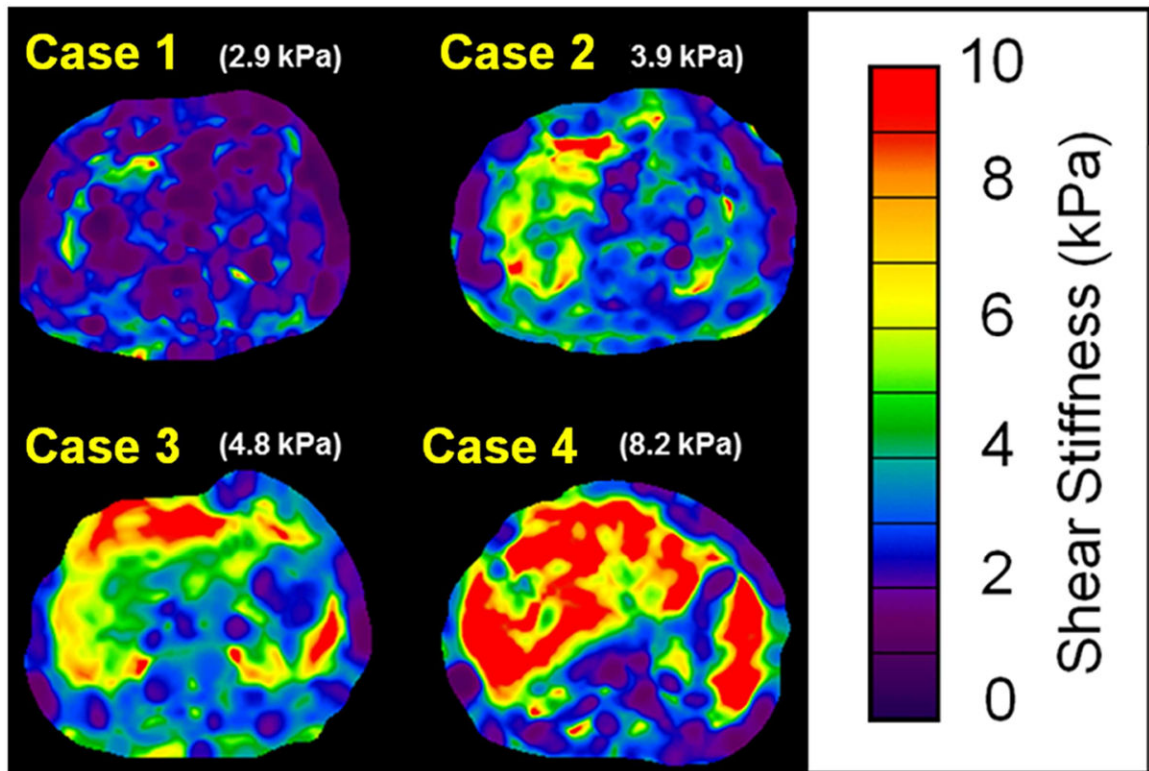 Case 1 (2.9 kPa)
Case 2 3.9 kPa)
Case 3 (4.8 kPa)
Case 4 (8.2 kPa)
10
8
6
4
2
0
Shear Stiffness (kPa)